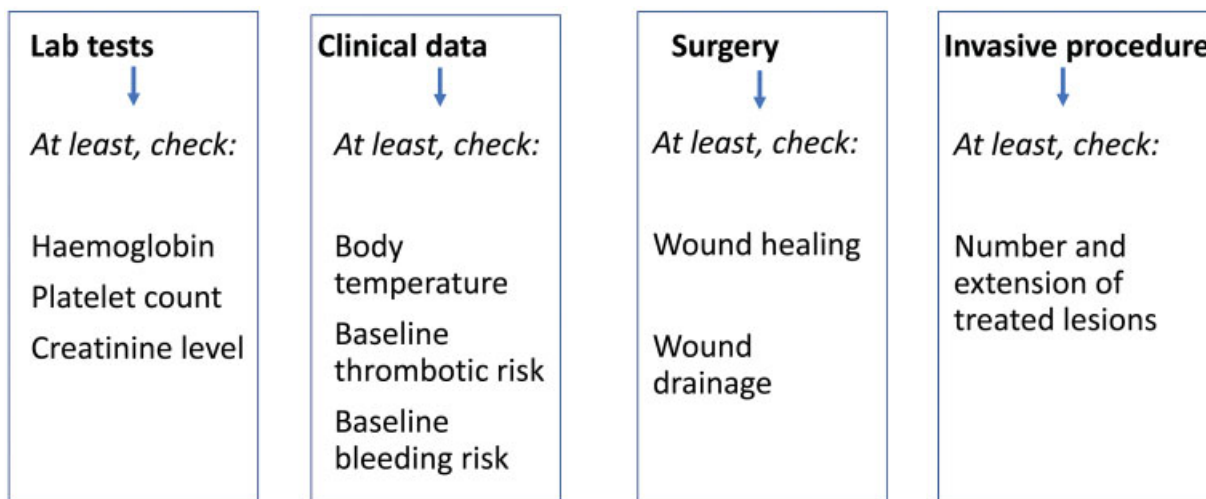 Lab tests
At least, check:
Haemoglobin
Platelet count
Creatinine level
Clinical data
At least, check:
Body
temperature
Baseline
thrombotic risk
Baseline
bleeding risk
Surgery
At least, check:
Wound healing
Wound
drainage
Invasive procedure
At least, check:
Number and
extension of
treated lesions